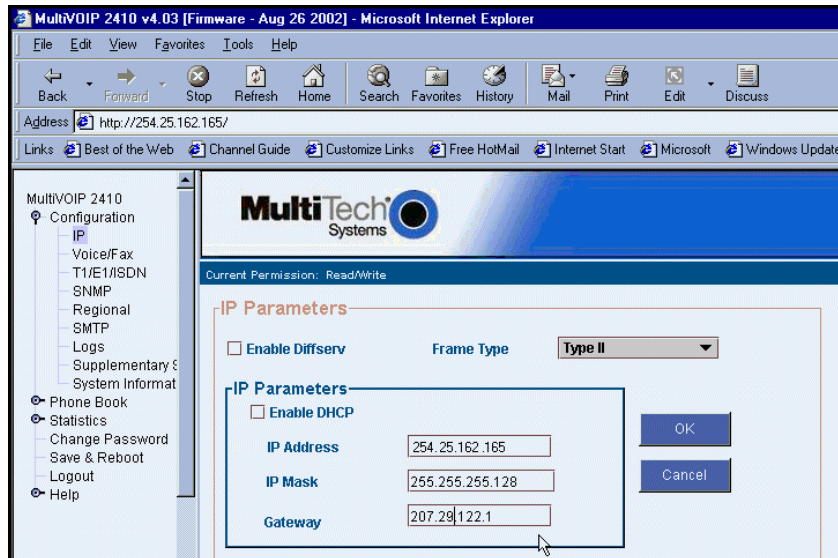 MultiVOIP 2410 v4.03 [Firmware - Aug 26 2002] - Microsoft Internet Explorer
File Edit View Favorites Tools Help
Back Forward Stop Refresh Home Search Favorites History Mail Print Edit Discuss
Address http://254.25.162.165/
Links Best of the Web Channel Guide Customize Links Free HotMail Internet Start Microsoft Windows Update
MultiVOIP 2410
Configuration
IP
Voice/Fax
T1/E1/ISDN
SNMP
Regional
SMTP
Logs
Supplementary S
System Informat
Phone Book
Statistics
Change Password
Save & Reboot
Logout
Help
MultiTech
Systems
Current Permission: Read/Write
IP Parameters
Enable Diffserv Frame Type Type II
IP Parameters
Enable DHCP
IP Address 254.25.162.165
IP Mask 255.255.255.128
Gateway 207.29.122.1
OK
Cancel